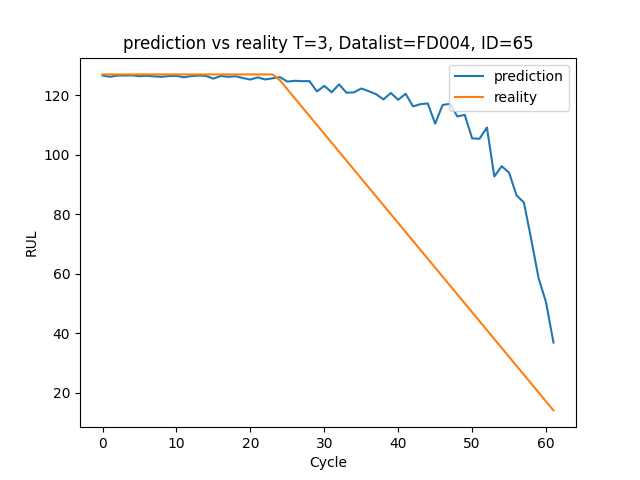 prediction vs reality T=3, Datalist=FD004, ID=65
prediction
reality
RUL
120
100
80
60
40
20
0 10 20 30 40 50 60
Cycle